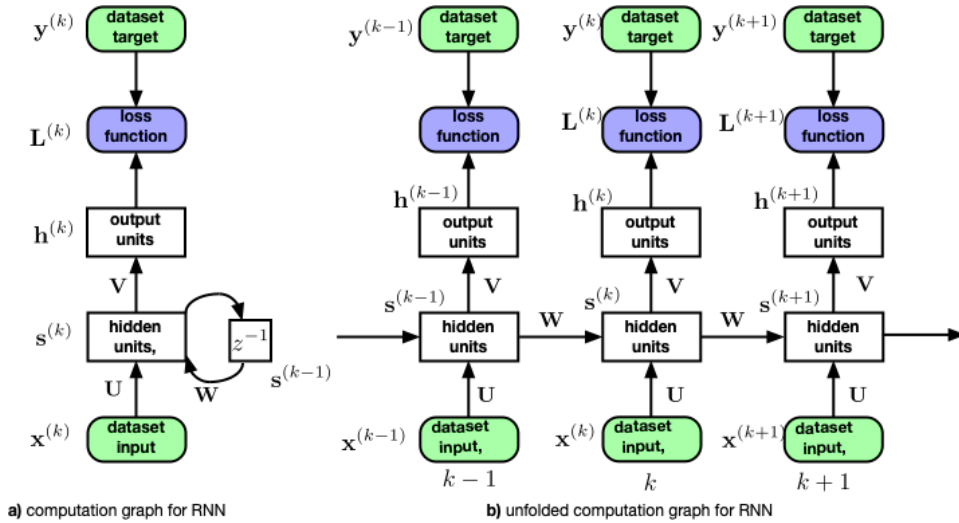 y^{(k)}
dataset
target
L^{(k)}
loss
function
h^{(k)}
output
units
V
s^{(k)}
hidden
units,
z^{-1}
s^{(k-1)}
U
W
x^{(k)}
dataset
input
a) computation graph for RNN
y^{(k-1)}
dataset
target
y^{(k)}
dataset
target
y^{(k+1)}
dataset
target
loss
function
L^{(k)}
loss
function
L^{(k+1)}
loss
function
h^{(k-1)}
output
units
h^{(k)}
output
units
h^{(k+1)}
output
units
V
V
V
s^{(k-1)}
hidden
units
W
s^{(k)}
hidden
units
W
s^{(k+1)}
hidden
units
U
U
U
x^{(k-1)}
dataset
input,
x^{(k)}
dataset
input,
x^{(k+1)}
dataset
input,
k − 1
k
k + 1
b) unfolded computation graph for RNN